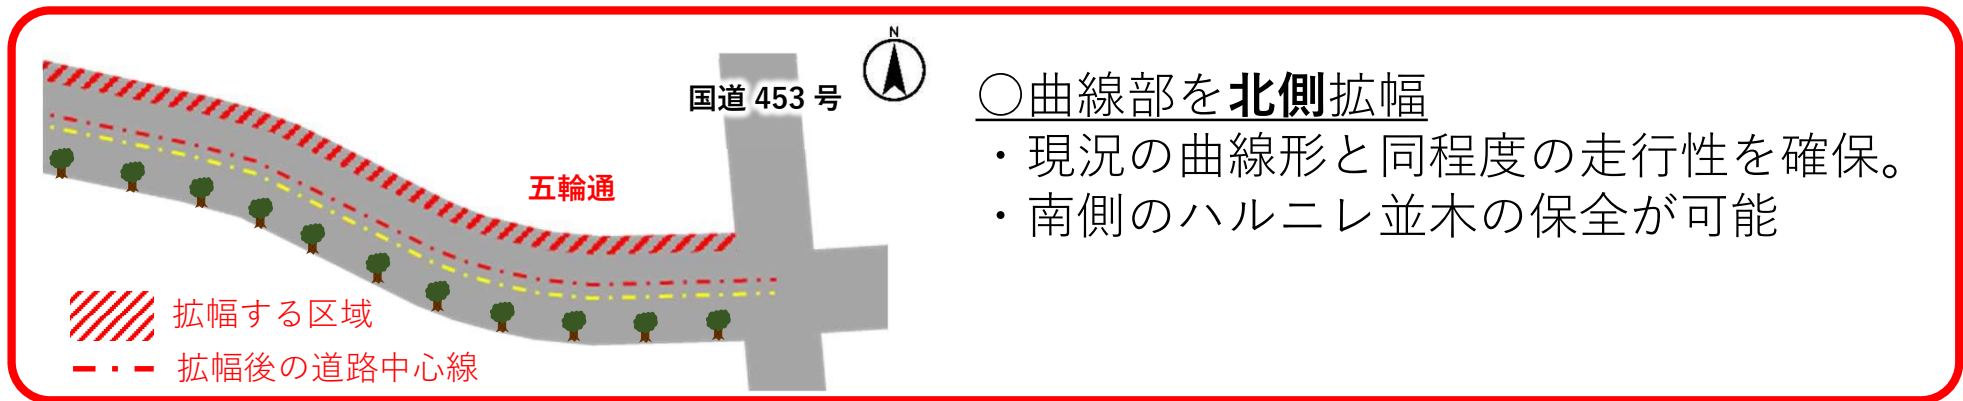 N
国道 453 号
五輪通
拡幅する区域
拡幅後の道路中心線
○曲線部を北側拡幅
・現況の曲線形と同程度の走行性を確保。
・南側のハルニレ並木の保全が可能